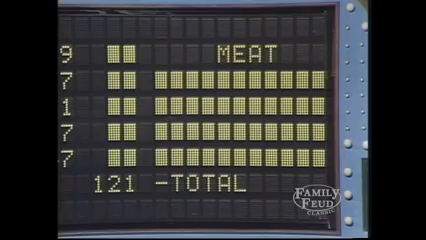 9 MEAT
7
1
7
7
121 -TOTAL
FAMILY
FEUD
CLASSIC